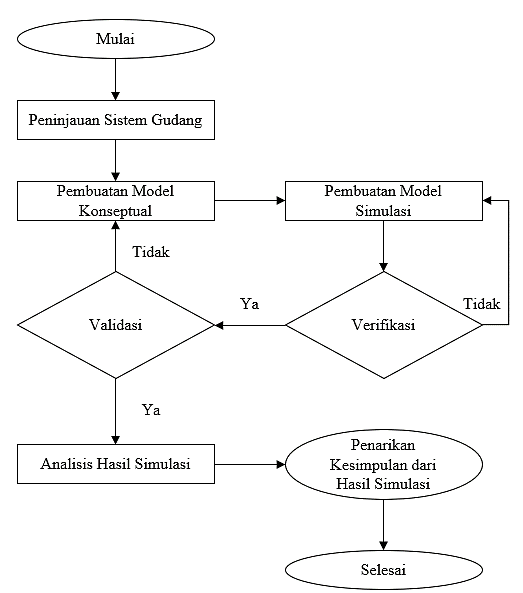 Mulai
Peninjauan Sistem Gudang
Pembuatan Model
Konseptual
Pembuatan Model
Simulasi
Tidak
Validasi
Ya
Verifikasi
Tidak
Ya
Analisis Hasil Simulasi
Penarikan
Kesimpulan dari
Hasil Simulasi
Selesai